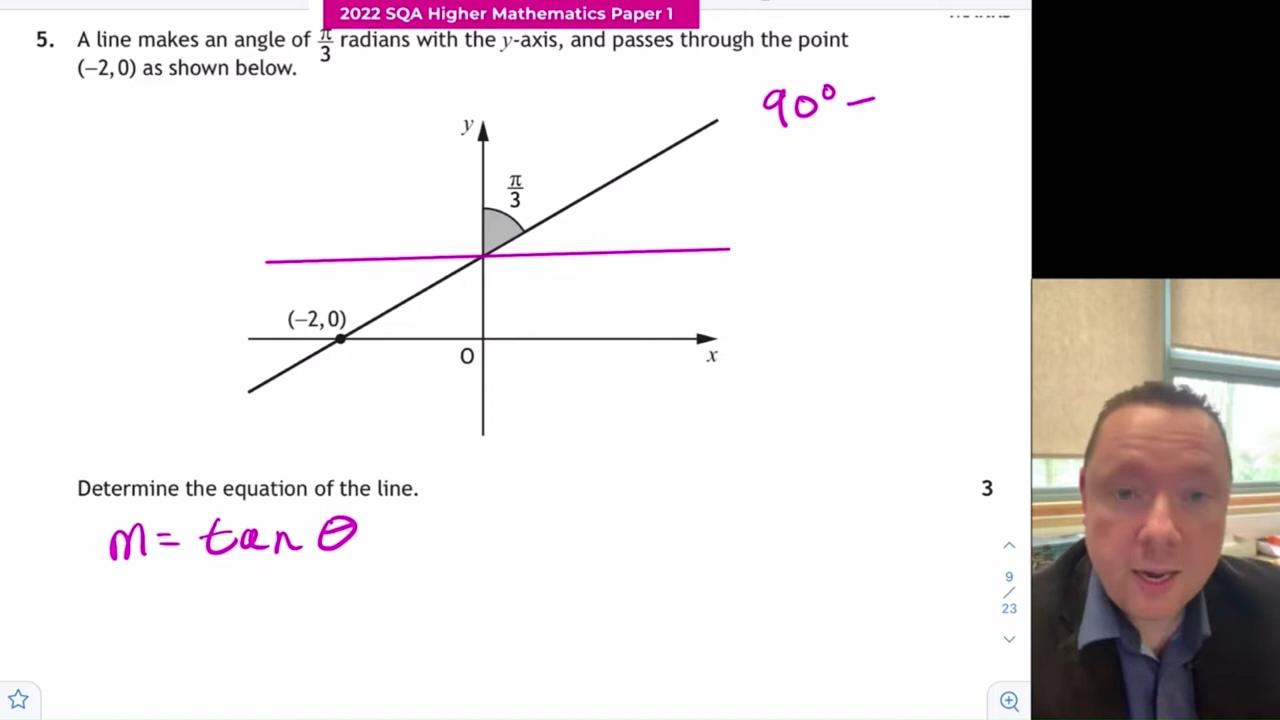 2022 SQA Higher Mathematics Paper 1
5. A line makes an angle of π/3 radians with the y-axis, and passes through the point
(−2,0) as shown below.
90° −
y
π/3
(−2,0)
O
x
Determine the equation of the line.
3
m = tan θ
9
/
23